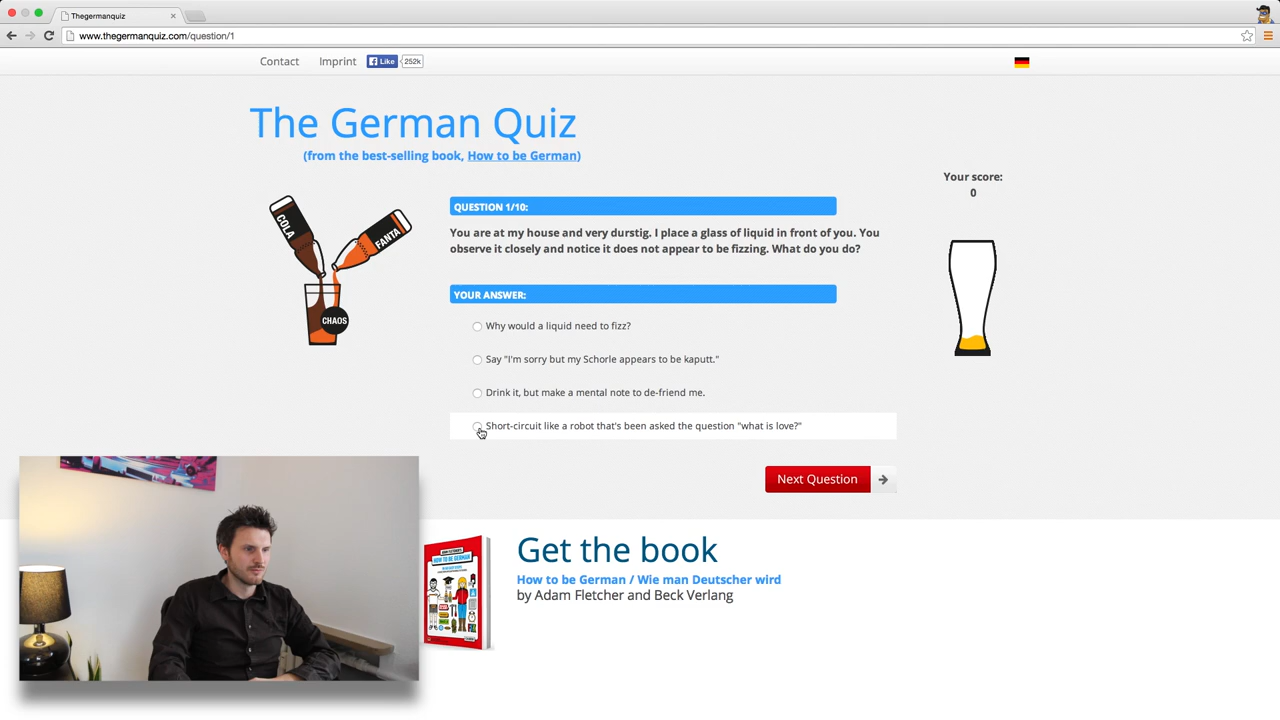 Thegermanquiz
www.thegermanquiz.com/question/1
Contact Imprint Like 252k
The German Quiz
(from the best-selling book, How to be German)
Your score:
0
COLA
FANTA
CHAOS
QUESTION 1/10:
You are at my house and very durstig. I place a glass of liquid in front of you. You
observe it closely and notice it does not appear to be fizzing. What do you do?
YOUR ANSWER:
Why would a liquid need to fizz?
Say "I'm sorry but my Schorle appears to be kaputt."
Drink it, but make a mental note to de-friend me.
Short-circuit like a robot that's been asked the question "what is love?"
Next Question
Get the book
How to be German / Wie man Deutscher wird
by Adam Fletcher and Beck Verlang
ADAM FLETCHER'S
HOW TO BE GERMAN